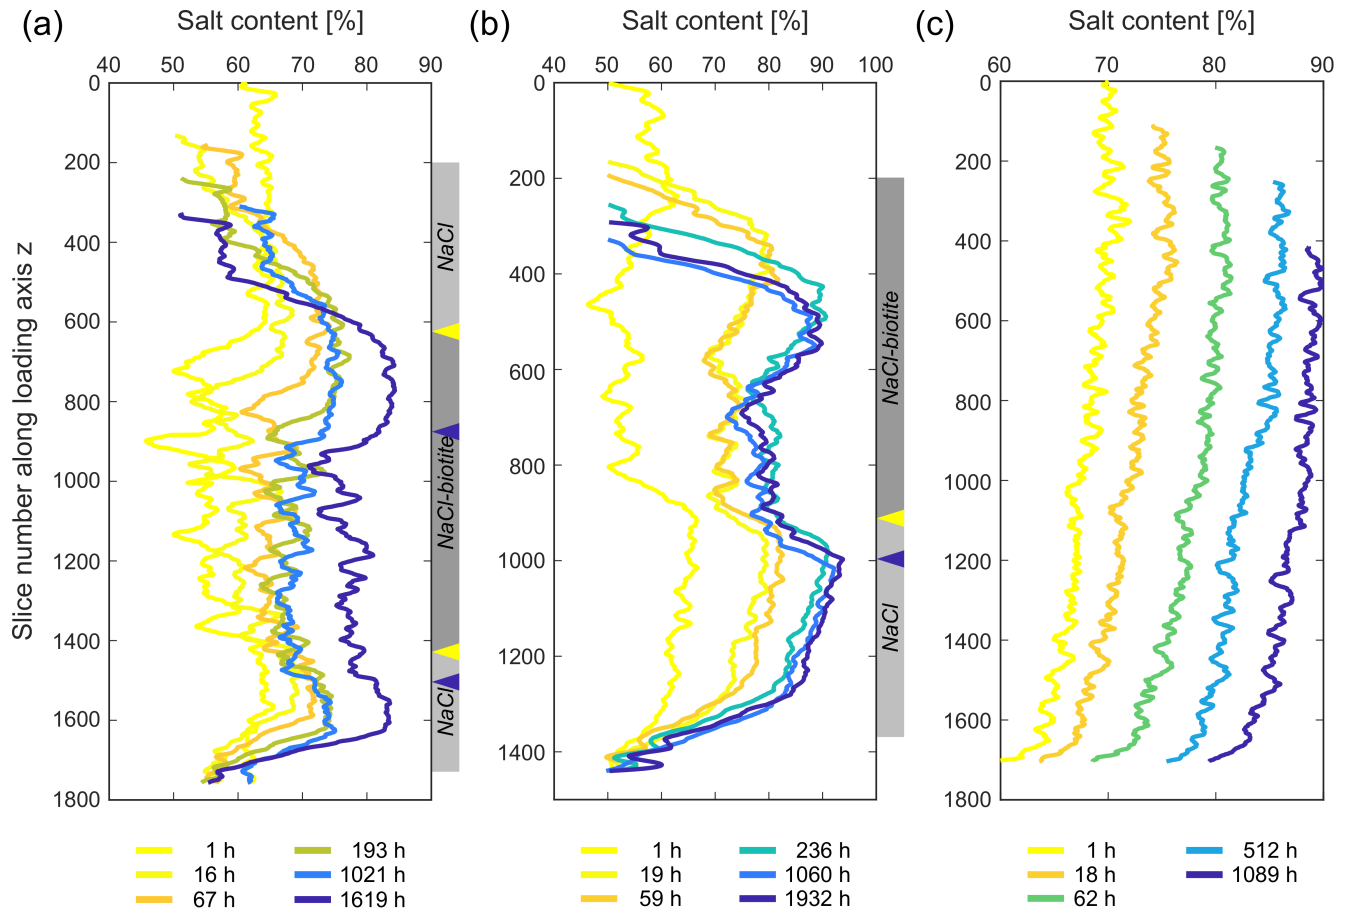 (a) Salt content [%]
(b) Salt content [%]
(c) Salt content [%]
40 50 60 70 80 90
40 50 60 70 80 90 100
60 70 80 90
Slice number along loading axis z
0
200
400
600
800
1000
1200
1400
1600
1800
NaCl
NaCl-biotite
NaCl
0
200
400
600
800
1000
1200
1400
NaCl-biotite
NaCl
0
200
400
600
800
1000
1200
1400
1600
1800
1 h 193 h
16 h 1021 h
67 h 1619 h
1 h 236 h
19 h 1060 h
59 h 1932 h
1 h 512 h
18 h 1089 h
62 h